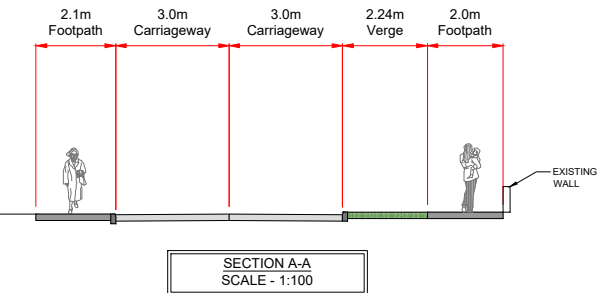 2.1m
Footpath
3.0m
Carriageway
3.0m
Carriageway
2.24m
Verge
2.0m
Footpath
EXISTING
WALL
SECTION A-A
SCALE - 1:100